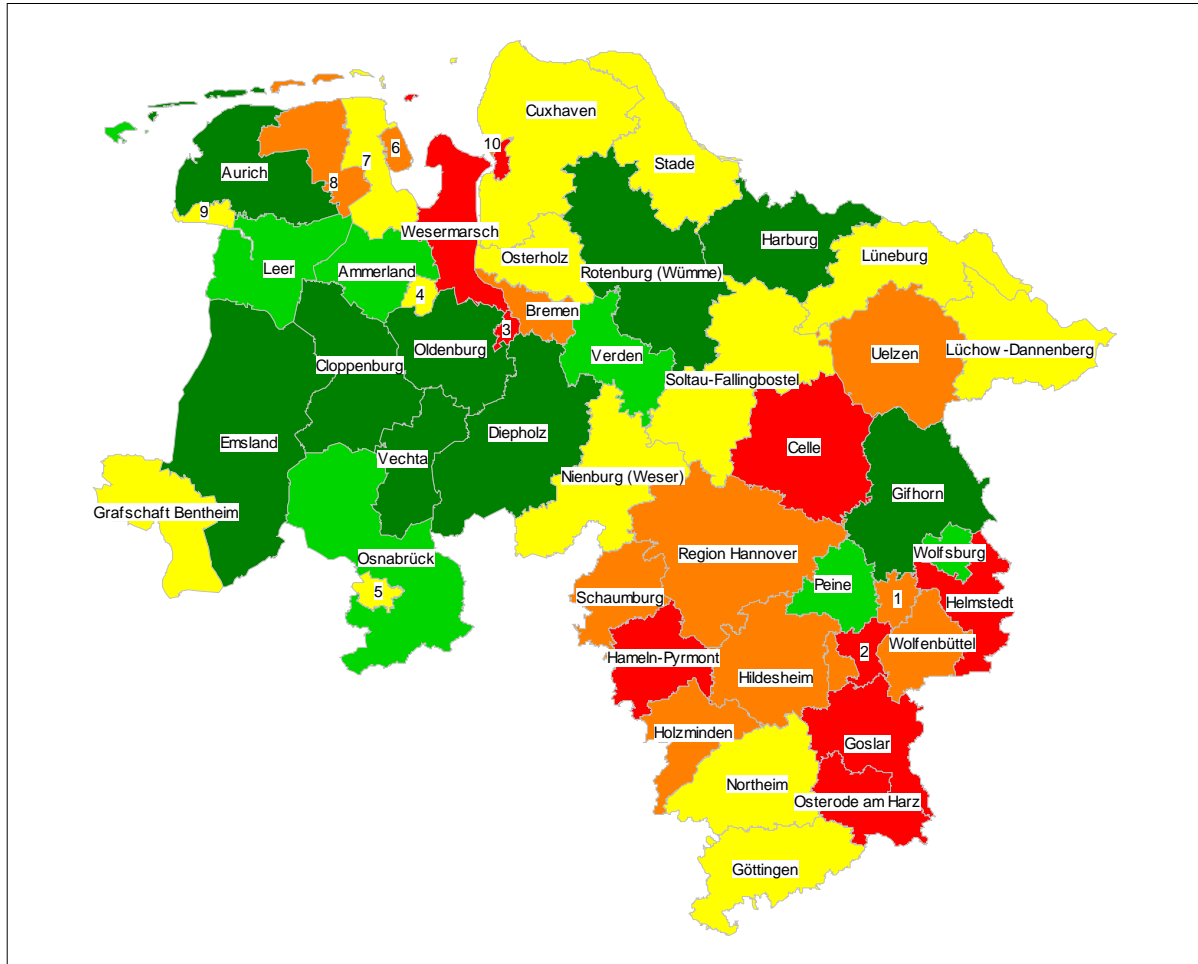 Cuxhaven
10
6
7
Stade
Aurich
8
9
Wesermarsch
Harburg
Osterholz
Lüneburg
Leer
Ammerland
Rotenburg (Wümme)
4
Bremen
3
Oldenburg
Verden
Uelzen
Lüchow-Dannenberg
Cloppenburg
Soltau-Fallingbostel
Diepholz
Emsland
Celle
Vechta
Nienburg (Weser)
Gifhorn
Grafschaft Bentheim
Region Hannover
Wolfsburg
Osnabrück
Peine
5
Schaumburg
1
Helmstedt
Wolfenbüttel
2
Hameln-Pyrmont
Hildesheim
Holzminden
Goslar
Northeim
Osterode am Harz
Göttingen